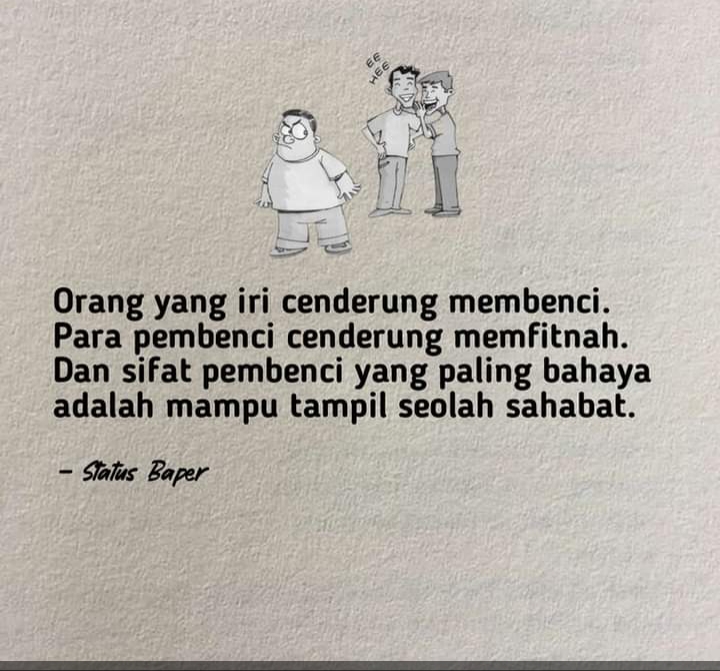 EE
HEE
Orang yang iri cenderung membenci.
Para pembenci cenderung memfitnah.
Dan sifat pembenci yang paling bahaya
adalah mampu tampil seolah sahabat.
– Status Baper